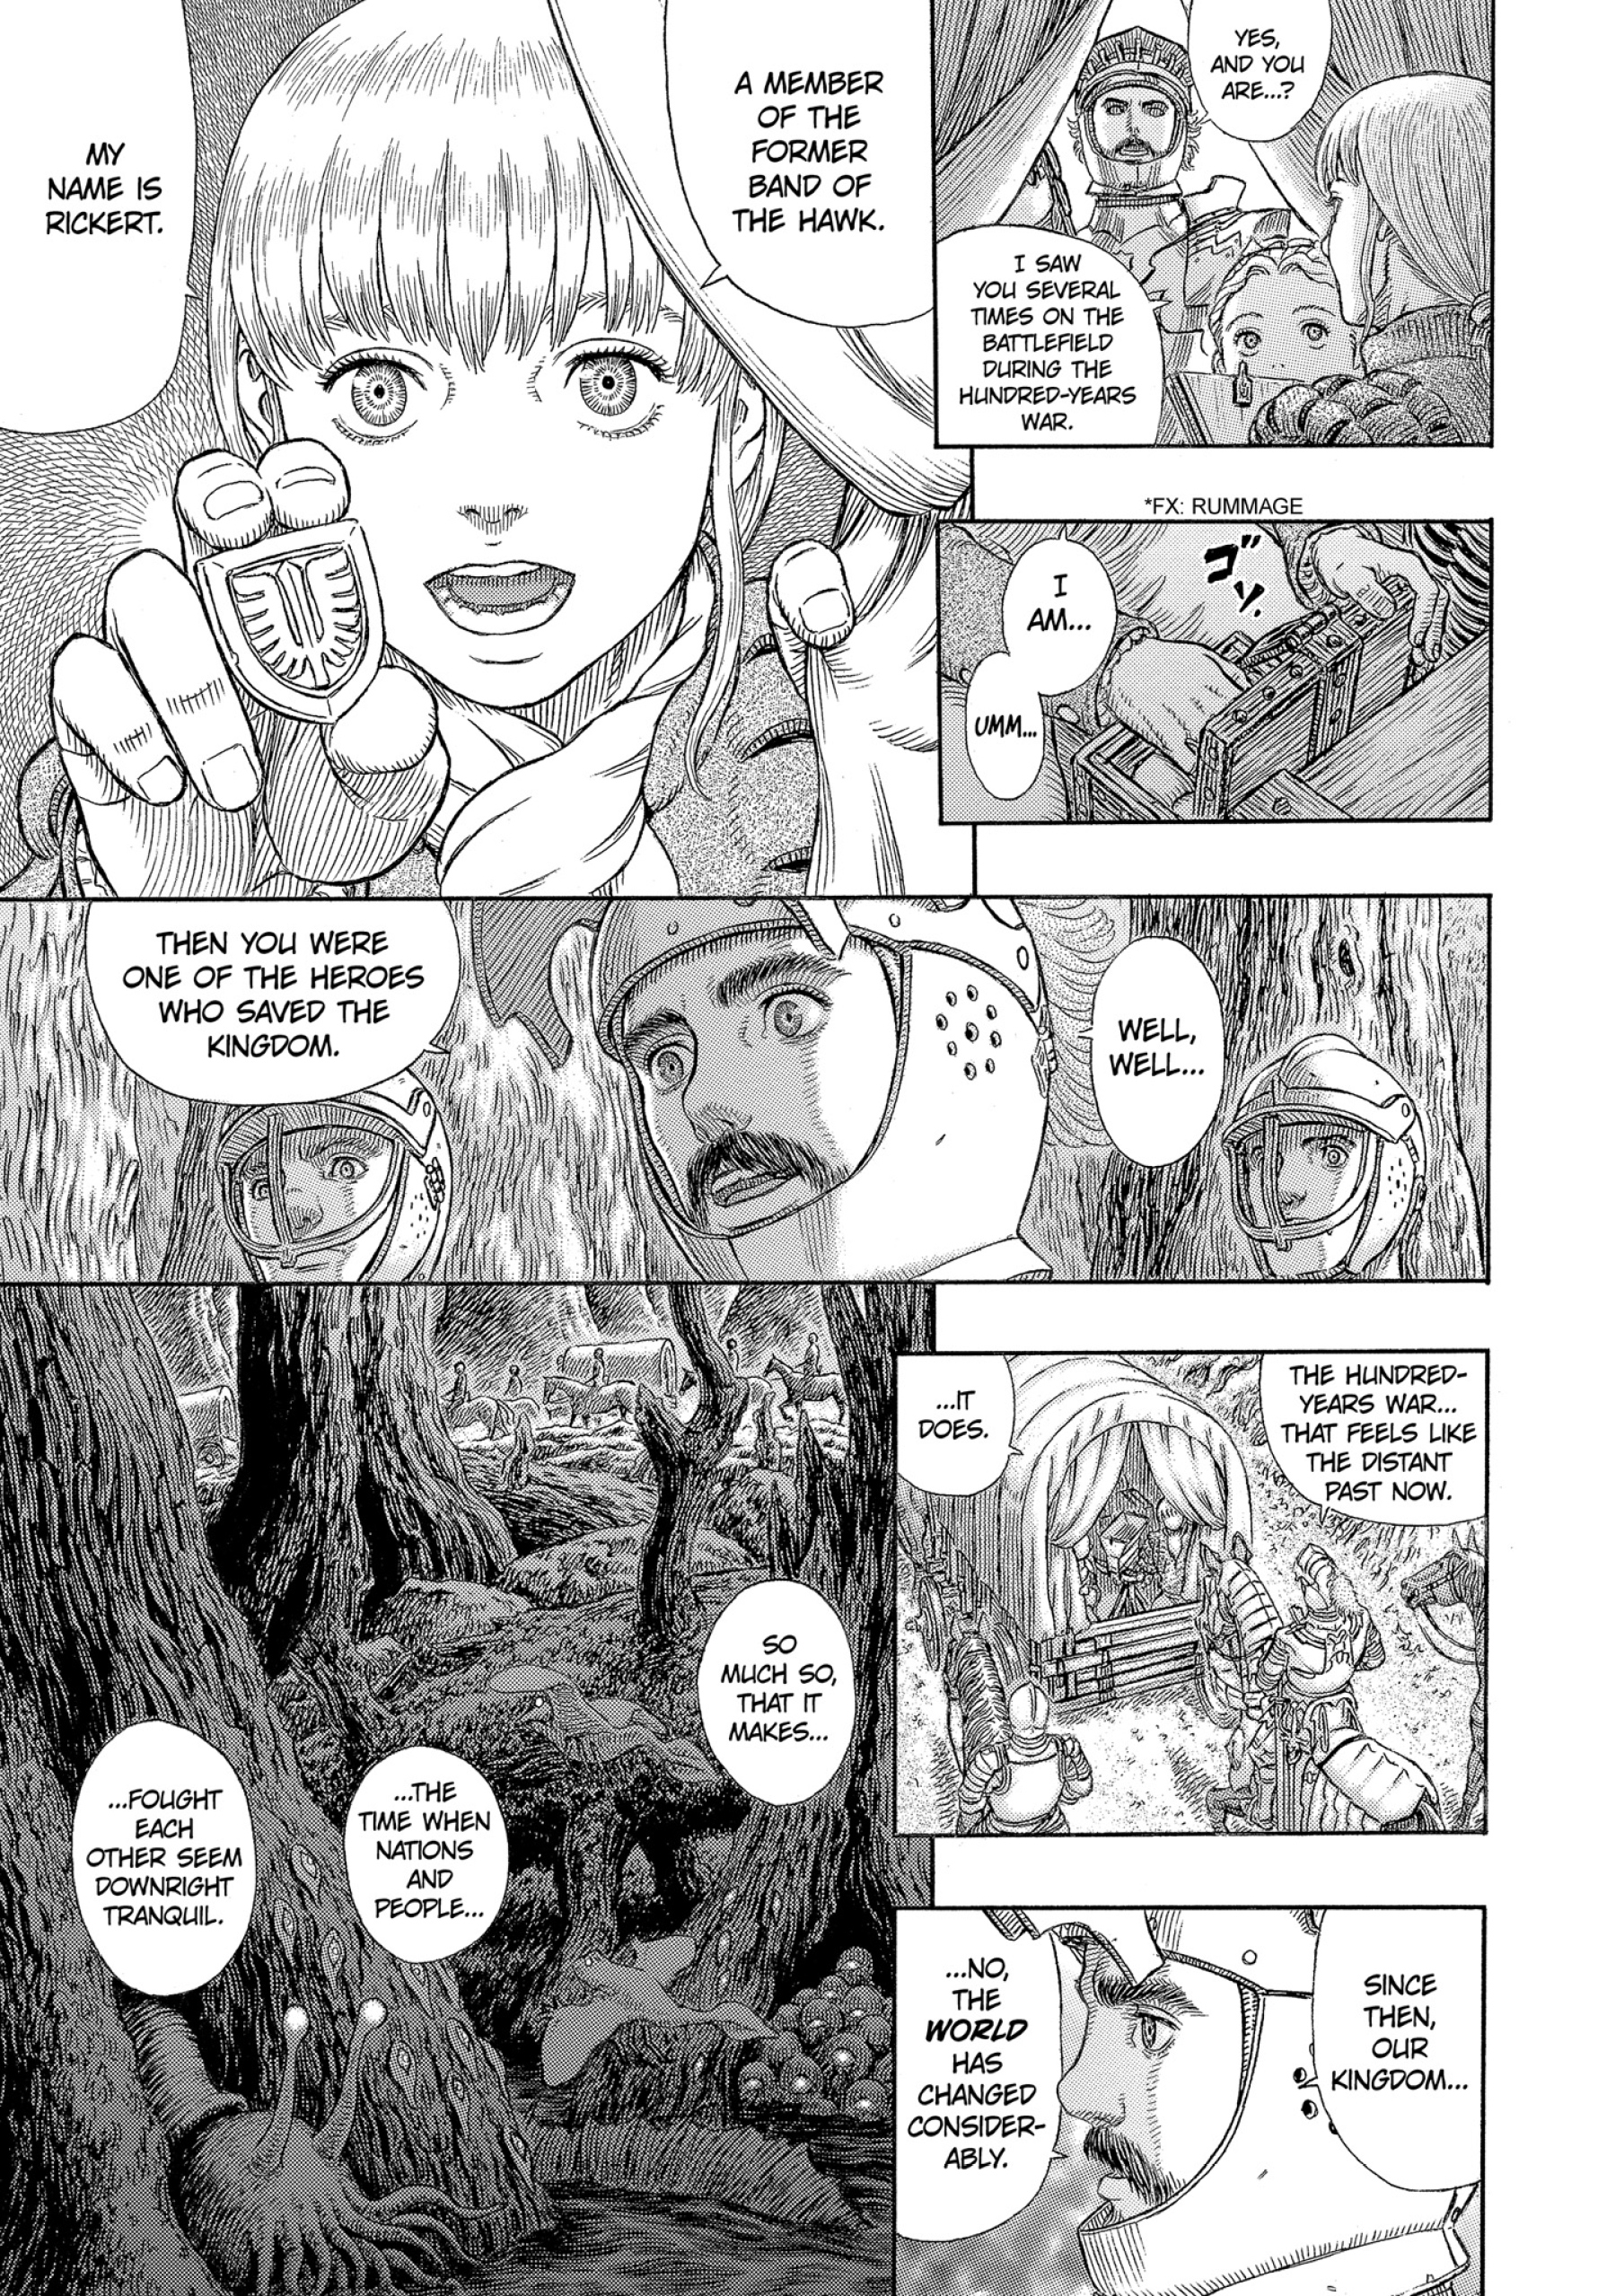 YES,
AND YOU
ARE...?
I SAW
YOU SEVERAL
TIMES ON THE
BATTLEFIELD
DURING THE
HUNDRED-YEARS
WAR.
*FX: RUMMAGE
ゴソ
I
AM...
UMM...
A MEMBER
OF THE
FORMER
BAND OF
THE HAWK.
MY
NAME IS
RICKERT.
WELL,
WELL...
THEN YOU WERE
ONE OF THE HEROES
WHO SAVED THE
KINGDOM.
THE HUNDRED-
YEARS WAR...
THAT FEELS LIKE
THE DISTANT
PAST NOW.
...IT
DOES.
SINCE
THEN,
OUR
KINGDOM...
...NO,
THE
WORLD
HAS
CHANGED
CONSIDER-
ABLY.
SO
MUCH SO,
THAT IT
MAKES...
...THE
TIME WHEN
NATIONS
AND
PEOPLE...
...FOUGHT
EACH
OTHER SEEM
DOWNRIGHT
TRANQUIL.